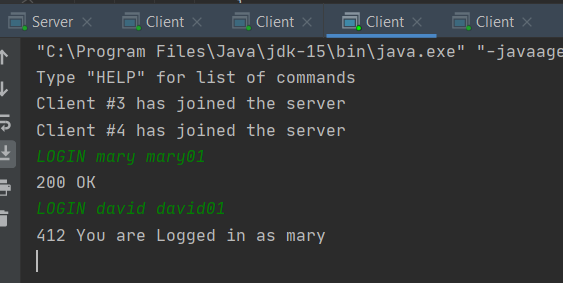 Server Client Client Client Client
"C:\Program Files\Java\jdk-15\bin\java.exe" "-javaage
Type "HELP" for list of commands
Client #3 has joined the server
Client #4 has joined the server
LOGIN mary mary01
200 OK
LOGIN david david01
412 You are Logged in as mary